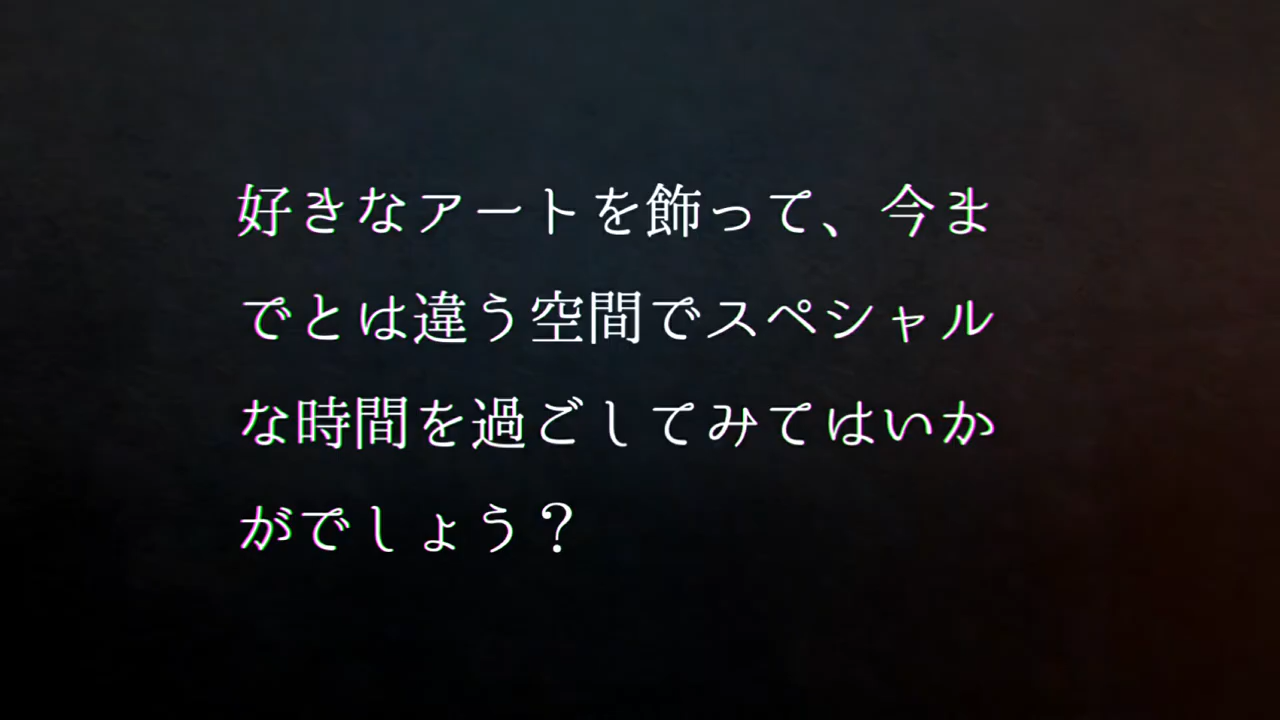 好きなアートを飾って、今ま
でとは違う空間でスペシャル
な時間を過ごしてみてはいか
がでしょう？